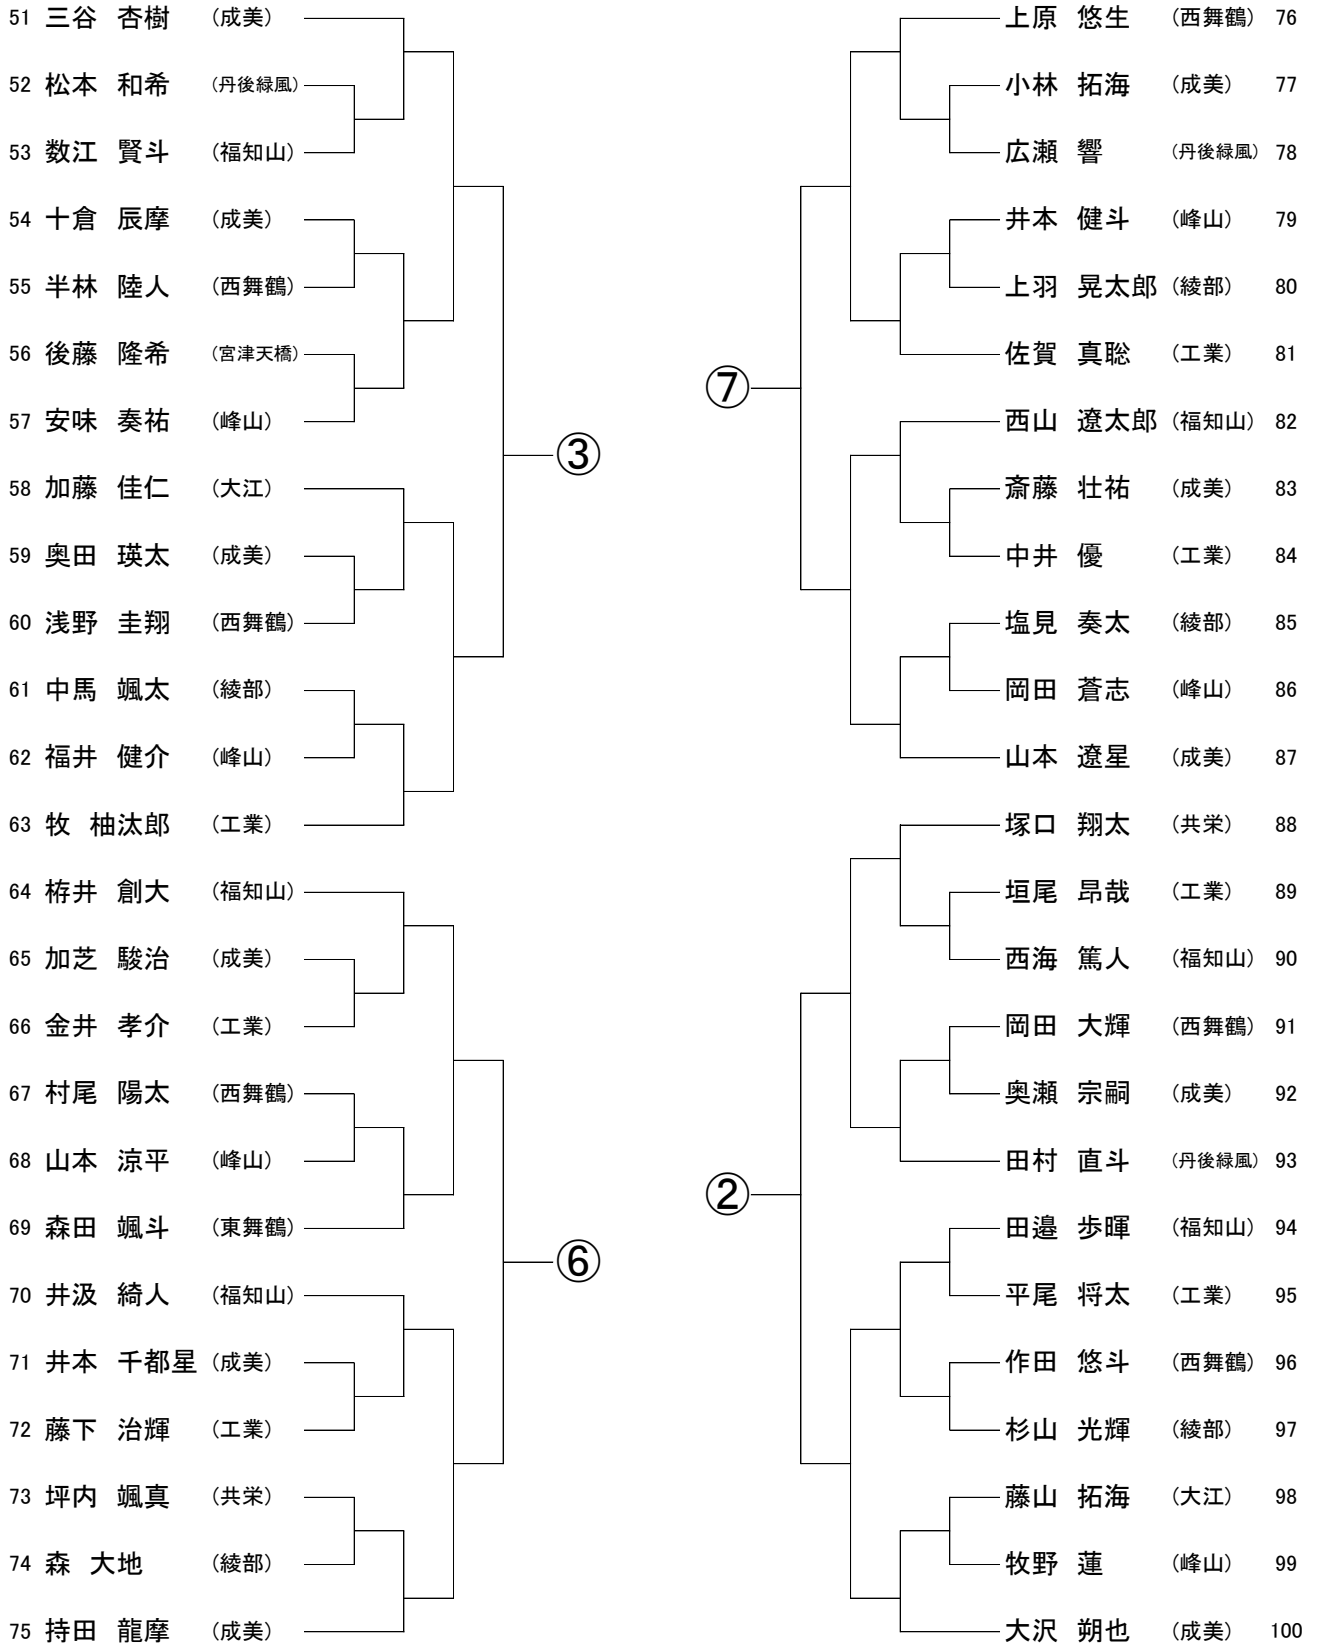 51 三谷 杏樹 (成美)
52 松本 和希 (丹後緑風)
53 数江 賢斗 (福知山)
54 十倉 辰摩 (成美)
55 半林 陸人 (西舞鶴)
56 後藤 隆希 (宮津天橋)
57 安味 奏祐 (峰山)
58 加藤 佳仁 (大江)
59 奥田 瑛太 (成美)
60 浅野 圭翔 (西舞鶴)
61 中馬 颯太 (綾部)
62 福井 健介 (峰山)
63 牧 柚汰郎 (工業)
③
64 栫井 創大 (福知山)
65 加芝 駿治 (成美)
66 金井 孝介 (工業)
67 村尾 陽太 (西舞鶴)
68 山本 涼平 (峰山)
69 森田 颯斗 (東舞鶴)
70 井汲 綺人 (福知山)
71 井本 千都星 (成美)
72 藤下 治輝 (工業)
73 坪内 颯真 (共栄)
74 森 大地 (綾部)
75 持田 龍摩 (成美)
⑥
上原 悠生 (西舞鶴) 76
小林 拓海 (成美) 77
広瀬 響 (丹後緑風) 78
井本 健斗 (峰山) 79
上羽 晃太郎 (綾部) 80
佐賀 真聡 (工業) 81
西山 遼太郎 (福知山) 82
斎藤 壮祐 (成美) 83
中井 優 (工業) 84
塩見 奏太 (綾部) 85
岡田 蒼志 (峰山) 86
山本 遼星 (成美) 87
⑦
塚口 翔太 (共栄) 88
垣尾 昂哉 (工業) 89
西海 篤人 (福知山) 90
岡田 大輝 (西舞鶴) 91
奥瀬 宗嗣 (成美) 92
田村 直斗 (丹後緑風) 93
田邉 歩暉 (福知山) 94
平尾 将太 (工業) 95
作田 悠斗 (西舞鶴) 96
杉山 光輝 (綾部) 97
藤山 拓海 (大江) 98
牧野 蓮 (峰山) 99
大沢 朔也 (成美) 100
②